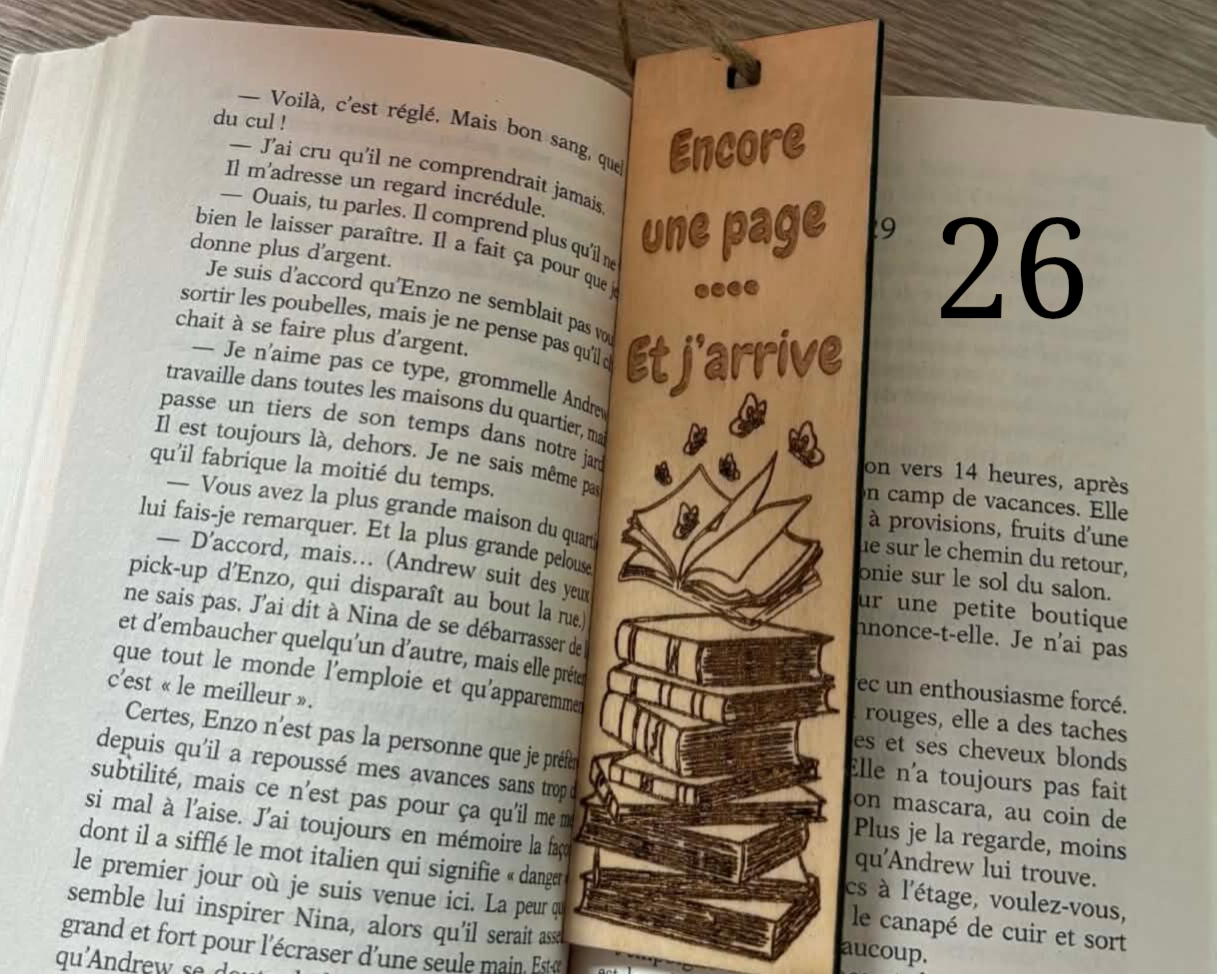 — Voilà, c'est réglé. Mais bon sang, quel
du cul !
— J'ai cru qu'il ne comprendrait jamais.
Il m'adresse un regard incrédule.
— Ouais, tu parles. Il comprend plus qu'il ne
bien le laisser paraître. Il a fait ça pour que je
donne plus d'argent.
Je suis d'accord qu'Enzo ne semblait pas
sortir les poubelles, mais je ne pense pas qu'il
chait à se faire plus d'argent.
— Je n'aime pas ce type, grommelle Andrew
travaille dans toutes les maisons du quartier,
passe un tiers de son temps dans notre
Il est toujours là, dehors. Je ne sais même pas
qu'il fabrique la moitié du temps.
— Vous avez la plus grande maison du
lui fais-je remarquer. Et la plus grande pelouse.
— D'accord, mais… (Andrew suit des yeux
pick-up d'Enzo, qui disparaît au bout la rue.)
ne sais pas. J'ai dit à Nina de se débarrasser de
et d'embaucher quelqu'un d'autre, mais elle
que tout le monde l'emploie et
c'est « le meilleur ».
Certes, Enzo n'est pas la personne que je
depuis qu'il a repoussé mes avances sans trop
subtilité, mais ce n'est pas pour ça qu'il me
si mal à l'aise. J'ai toujours en mémoire la
dont il a sifflé le mot italien qui signifie « danger
le premier jour où je suis venue ici. La peur
semble lui inspirer Nina, alors qu'il serait
grand et fort pour l'écraser d'une seule main.
qu'Andrew se
Encore
une page
....
Et j'arrive
29
26
on vers 14 heures, après
n camp de vacances. Elle
à provisions, fruits d'une
ue sur le chemin du retour,
onie sur le sol du salon.
ur une petite boutique
nnonce-t-elle. Je n'ai pas
ec un enthousiasme forcé.
rouges, elle a des taches
es et ses cheveux blonds
Elle n'a toujours pas fait
on mascara, au coin de
Plus je la regarde, moins
qu'Andrew lui trouve.
cs à l'étage, voulez-vous,
le canapé de cuir et sort
aucoup.